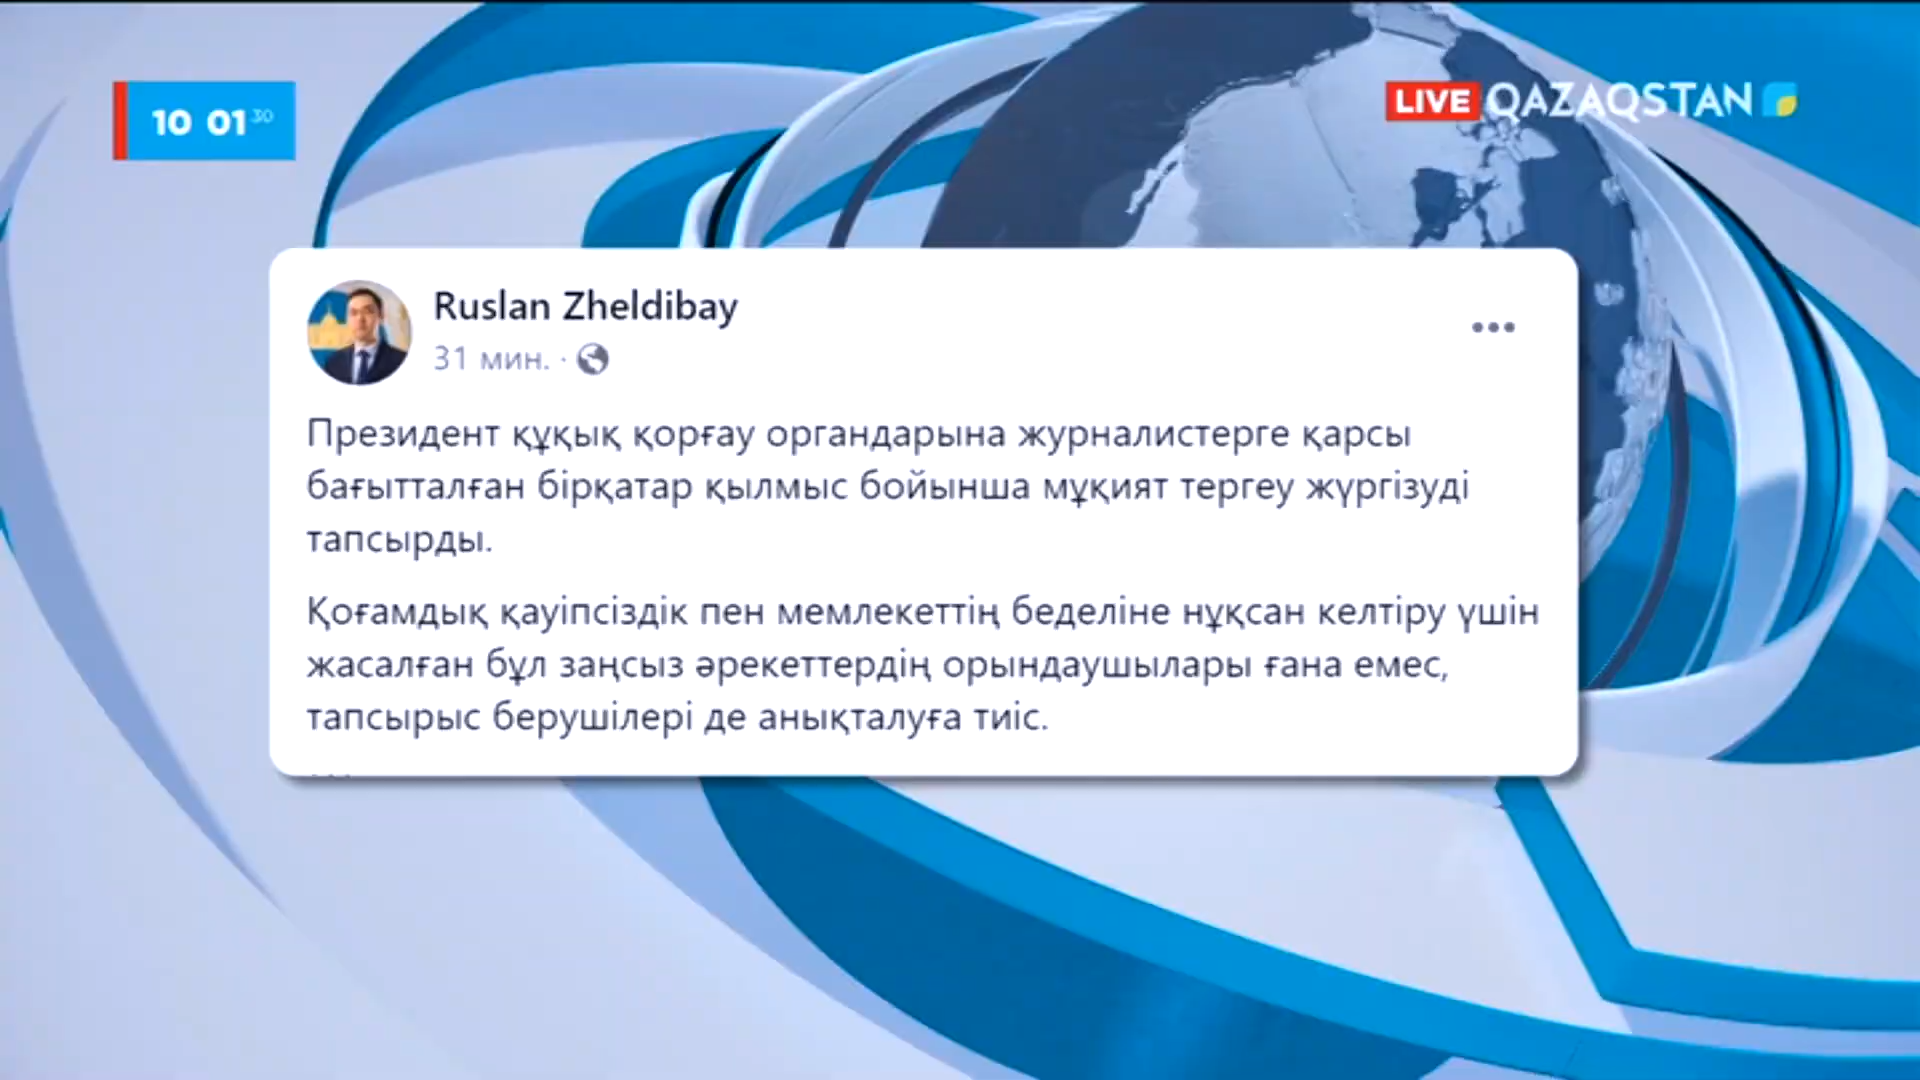 10 01 30
LIVE QAZAQSTAN
Ruslan Zheldibay
31 мин. ·
Президент құқық қорғау органдарына журналистерге қарсы
бағытталған бірқатар қылмыс бойынша мұқият тергеу жүргізуді
тапсырды.
Қоғамдық қауіпсіздік пен мемлекеттің беделіне нұқсан келтіру үшін
жасалған бұл заңсыз әрекеттердің орындаушылары ғана емес,
тапсырыс берушілері де анықталуға тиіс.